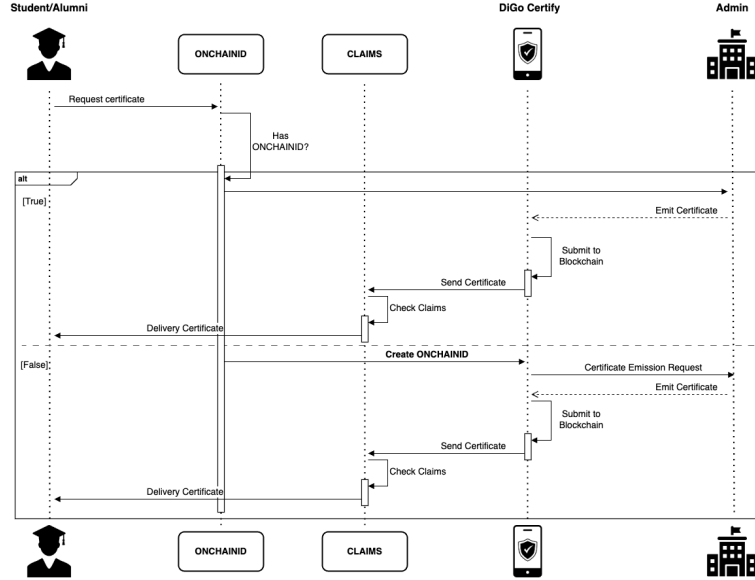 Student/Alumni
DiGo Certify
Admin
ONCHAINID
CLAIMS
Request certificate
Has
ONCHAINID?
alt
[True]
Emit Certificate
Submit to
Blockchain
Send Certificate
Check Claims
Delivery Certificate
[False]
Create ONCHAINID
Certificate Emission Request
Emit Certificate
Submit to
Blockchain
Send Certificate
Check Claims
Delivery Certificate
ONCHAINID
CLAIMS